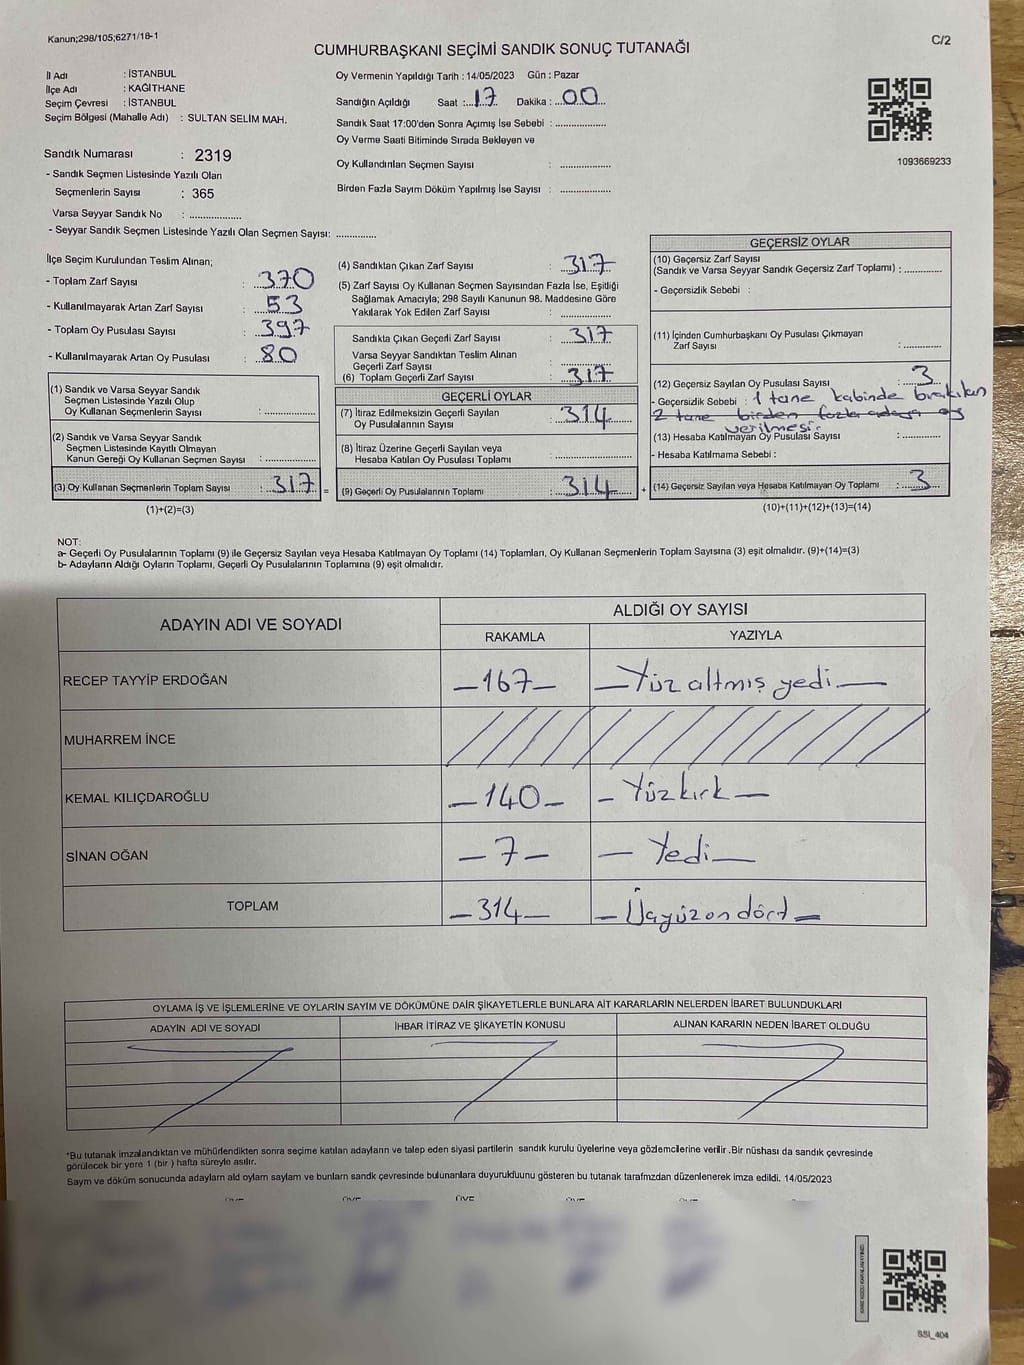 Kanun;298/105;6271/18-1
CUMHURBAŞKANI SEÇİMİ SANDIK SONUÇ TUTANAĞI
C/2
İl Adı : İSTANBUL
İlçe Adı : KAĞITHANE
Seçim Çevresi : İSTANBUL
Seçim Bölgesi (Mahalle Adı) : SULTAN SELİM MAH.
Sandık Numarası : 2319
- Sandık Seçmen Listesinde Yazılı Olan
Seçmenlerin Sayısı : 365
Varsa Seyyar Sandık No : ...................
- Seyyar Sandık Seçmen Listesinde Yazılı Olan Seçmen Sayısı: ..............
Oy Vermenin Yapıldığı Tarih : 14/05/2023 Gün : Pazar
Sandığın Açıldığı Saat : 17 Dakika : 00
Sandık Saat 17:00'den Sonra Açımış İse Sebebi : ..................
Oy Verme Saati Bitiminde Sırada Bekleyen ve
Oy Kullandırılan Seçmen Sayısı : ..................
Birden Fazla Sayım Döküm Yapılmış İse Sayısı : ..................
1093669233
İlçe Seçim Kurulundan Teslim Alınan;
- Toplam Zarf Sayısı : 370
- Kullanılmayarak Artan Zarf Sayısı : 53
- Toplam Oy Pusulası Sayısı : 397
- Kullanılmayarak Artan Oy Pusulası : 80
(1) Sandık ve Varsa Seyyar Sandık
Seçmen Listesinde Yazılı Olup
Oy Kullanan Seçmenlerin Sayısı : ..................
(2) Sandık ve Varsa Seyyar Sandık
Seçmen Listesinde Kayıtlı Olmayan
Kanun Gereği Oy Kullanan Seçmen Sayısı : ..................
(3) Oy Kullanan Seçmenlerin Toplam Sayısı : 317 =
(1)+(2)=(3)
(4) Sandıktan Çıkan Zarf Sayısı : 317
(5) Zarf Sayısı Oy Kullanan Seçmen Sayısından Fazla İse, Eşitliği
Sağlamak Amacıyla; 298 Sayılı Kanunun 98. Maddesine Göre
Yakılarak Yok Edilen Zarf Sayısı : ..................
Sandıkta Çıkan Geçerli Zarf Sayısı : 317
Varsa Seyyar Sandıktan Teslim Alınan
Geçerli Zarf Sayısı : ..................
(6) Toplam Geçerli Zarf Sayısı : 317
GEÇERLİ OYLAR
(7) İtiraz Edilmeksizin Geçerli Sayılan
Oy Pusulalarının Sayısı : 314
(8) İtiraz Üzerine Geçerli Sayılan veya
Hesaba Katılan Oy Pusulası Toplamı : ..................
(9) Geçerli Oy Pusulalarının Toplamı : 314 +
GEÇERSİZ OYLAR
(10) Geçersiz Zarf Sayısı
(Sandık ve Varsa Seyyar Sandık Geçersiz Zarf Toplamı) : ............
- Geçersizlik Sebebi :
(11) İçinden Cumhurbaşkanı Oy Pusulası Çıkmayan
Zarf Sayısı : ............
(12) Geçersiz Sayılan Oy Pusulası Sayısı : 3
- Geçersizlik Sebebi : 1 tane kabinde bırakılan
2 tane birden fazla adaya oy
verilmesi.
(13) Hesaba Katılmayan Oy Pusulası Sayısı : ............
- Hesaba Katılmama Sebebi :
(14) Geçersiz Sayılan veya Hesaba Katılmayan Oy Toplamı : 3
(10)+(11)+(12)+(13)=(14)
NOT:
a- Geçerli Oy Pusulalarının Toplamı (9) ile Geçersiz Sayılan veya Hesaba Katılmayan Oy Toplamı (14) Toplamları, Oy Kullanan Seçmenlerin Toplam Sayısına (3) eşit olmalıdır. (9)+(14)=(3)
b- Adayların Aldığı Oyların Toplamı, Geçerli Oy Pusulalarının Toplamına (9) eşit olmalıdır.
ADAYIN ADI VE SOYADI
ALDIĞI OY SAYISI
RAKAMLA YAZIYLA
RECEP TAYYİP ERDOĞAN -167- -Yüz altmış yedi-
MUHARREM İNCE
KEMAL KILIÇDAROĞLU -140- -Yüzkırk-
SİNAN OĞAN -7- -Yedi-
TOPLAM -314- -Üçyüzondört-
OYLAMA İŞ VE İŞLEMLERİNE VE OYLARIN SAYIM VE DÖKÜMÜNE DAİR ŞİKAYETLERLE BUNLARA AİT KARARLARIN NELERDEN İBARET BULUNDUKLARI
ADAYIN ADI VE SOYADI İHBAR İTİRAZ VE ŞİKAYETİN KONUSU ALINAN KARARIN NEDEN İBARET OLDUĞU
*Bu tutanak imzalandıktan ve mühürlendikten sonra seçime katılan adayların ve talep eden siyasi partilerin sandık kurulu üyelerine veya gözlemcilerine verilir .Bir nüshası da sandık çevresinde
görülecek bir yere 1 (bir ) hafta süreyle asılır.
Sayım ve döküm sonucunda adayların ald oyların sayların ve bunların sandk çevresinde bulunanlara duyurukluunu gösteren bu tutanak tarafmzdan düzenlenerek imza edildi. 14/05/2023
SSİ_404